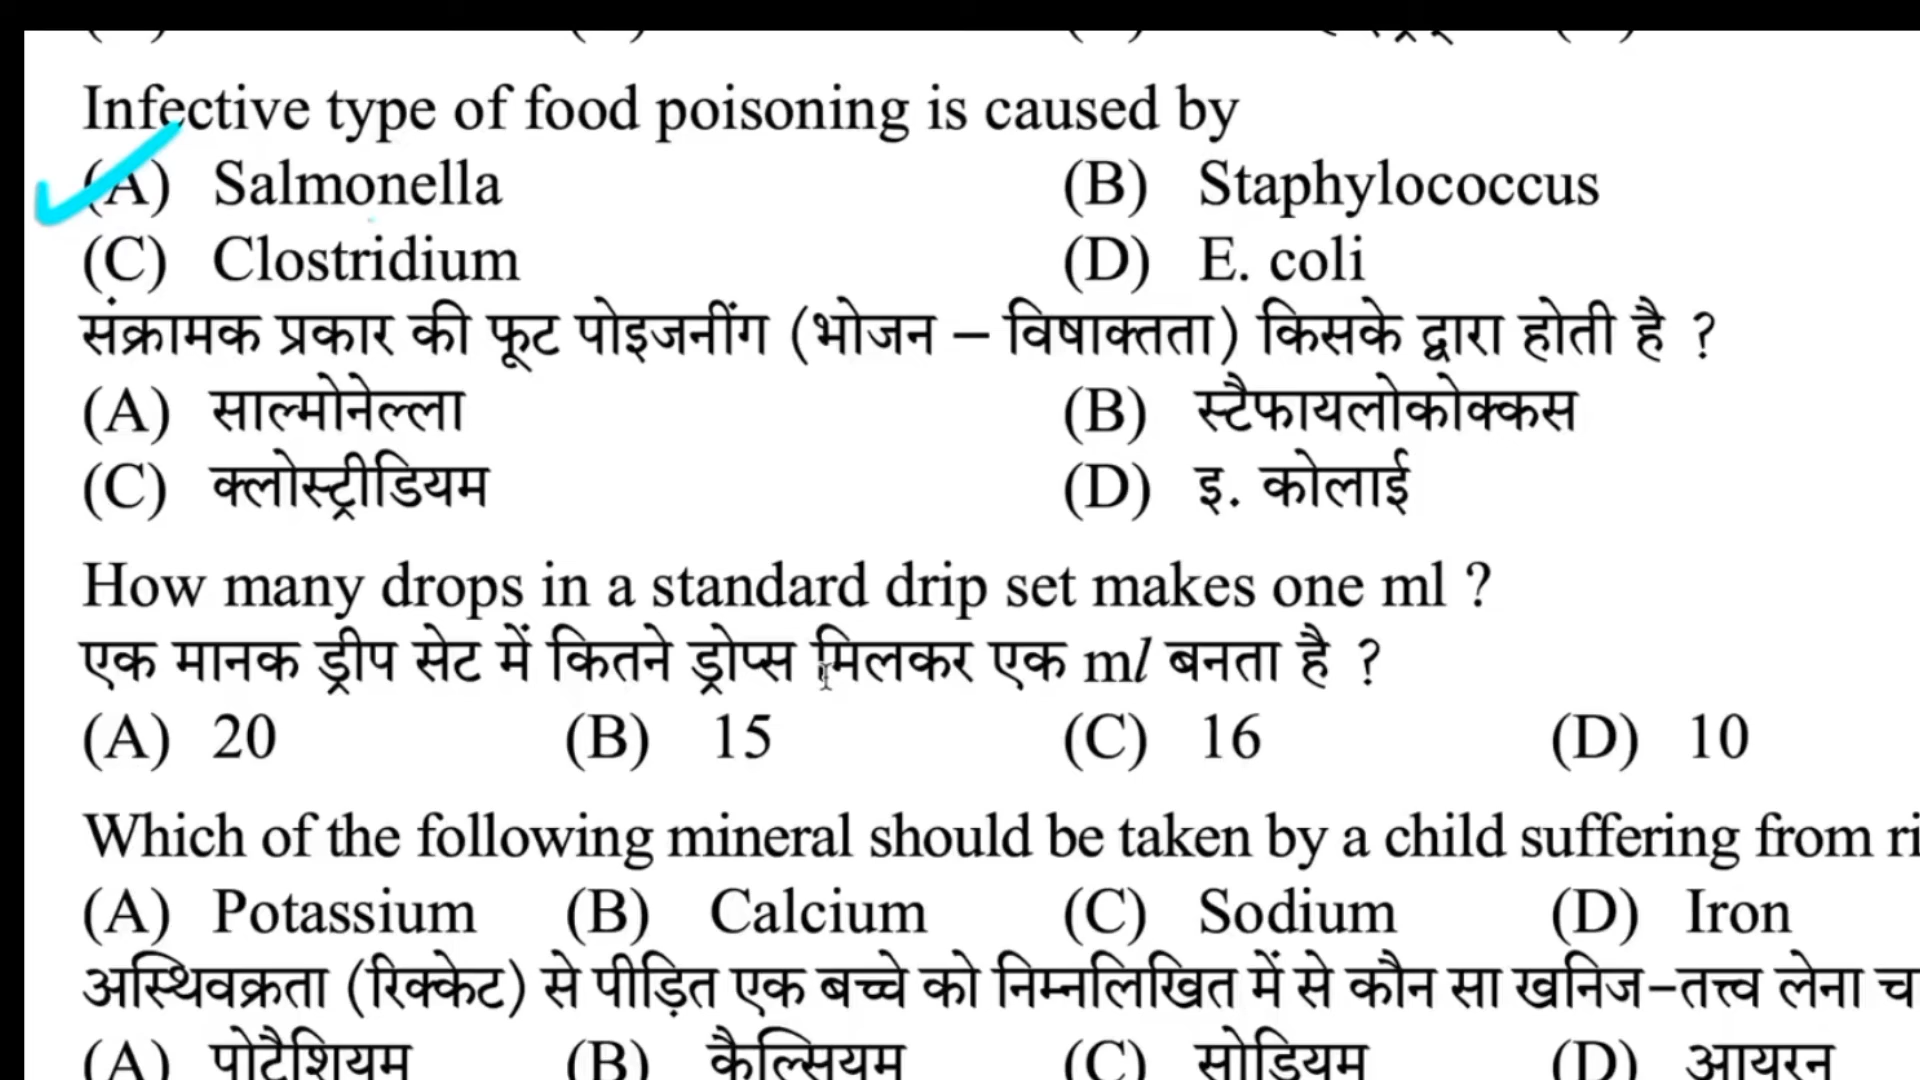 Infective type of food poisoning is caused by
(A) Salmonella (B) Staphylococcus
(C) Clostridium (D) E. coli
संक्रामक प्रकार की फूट पोइजनींग (भोजन – विषाक्तता) किसके द्वारा होती है ?
(A) साल्मोनेल्ला (B) स्टैफायलोकोक्कस
(C) क्लोस्ट्रीडियम (D) इ. कोलाई
How many drops in a standard drip set makes one ml ?
एक मानक ड्रीप सेट में कितने ड्रोप्स मिलकर एक ml बनता है ?
(A) 20 (B) 15 (C) 16 (D) 10
Which of the following mineral should be taken by a child suffering from ri
(A) Potassium (B) Calcium (C) Sodium (D) Iron
अस्थिवक्रता (रिक्केट) से पीड़ित एक बच्चे को निम्नलिखित में से कौन सा खनिज-तत्त्व लेना च
(A) पोटैशियम (B) कैल्सियम (C) सोडियम (D) आयरन